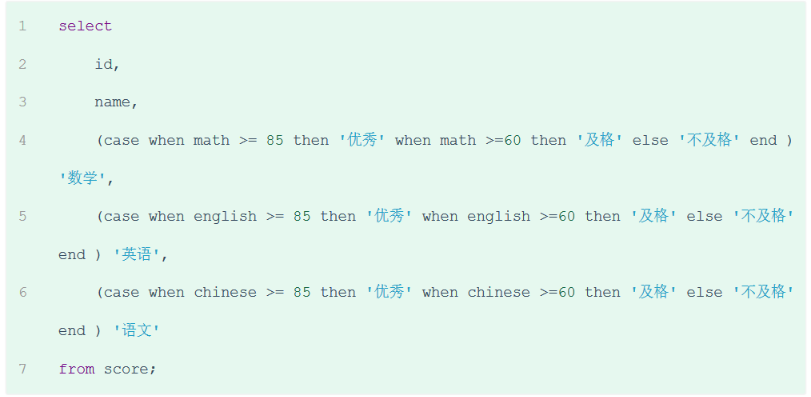 1 select
2 id,
3 name,
4 (case when math >= 85 then '优秀' when math >=60 then '及格' else '不及格' end )
'数学',
5 (case when english >= 85 then '优秀' when english >=60 then '及格' else '不及格'
end ) '英语',
6 (case when chinese >= 85 then '优秀' when chinese >=60 then '及格' else '不及格'
end ) '语文'
7 from score;